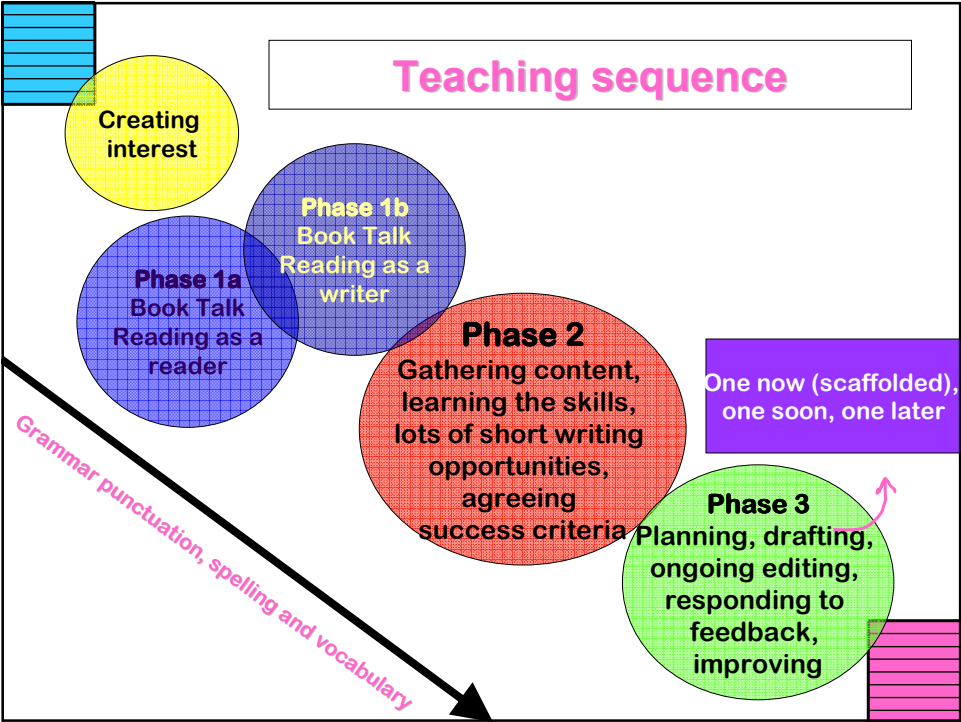 Teaching sequence
Creating
interest
Phase 1b
Book Talk
Reading as a
writer
Phase 1a
Book Talk
Reading as a
reader
Phase 2
Gathering content,
learning the skills,
lots of short writing
opportunities,
agreeing
success criteria
One now (scaffolded),
one soon, one later
Phase 3
Planning, drafting,
ongoing editing,
responding to
feedback,
improving
Grammar punctuation, spelling and vocabulary